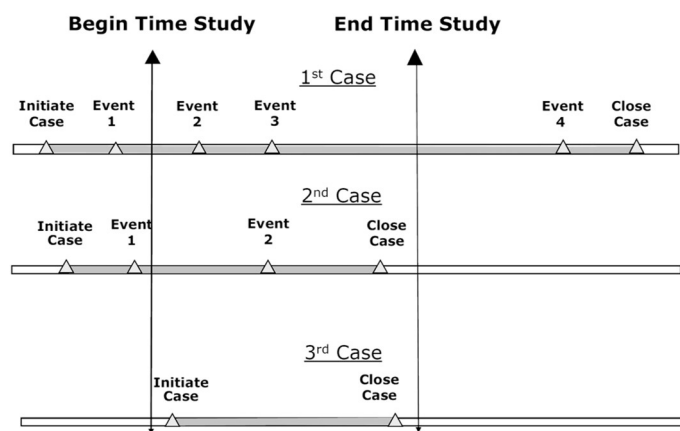 Begin Time Study End Time Study
1st Case
Initiate Case Event 1 Event 2 Event 3 Event 4 Close Case
2nd Case
Initiate Case Event 1 Event 2 Close Case
3rd Case
Initiate Case Close Case